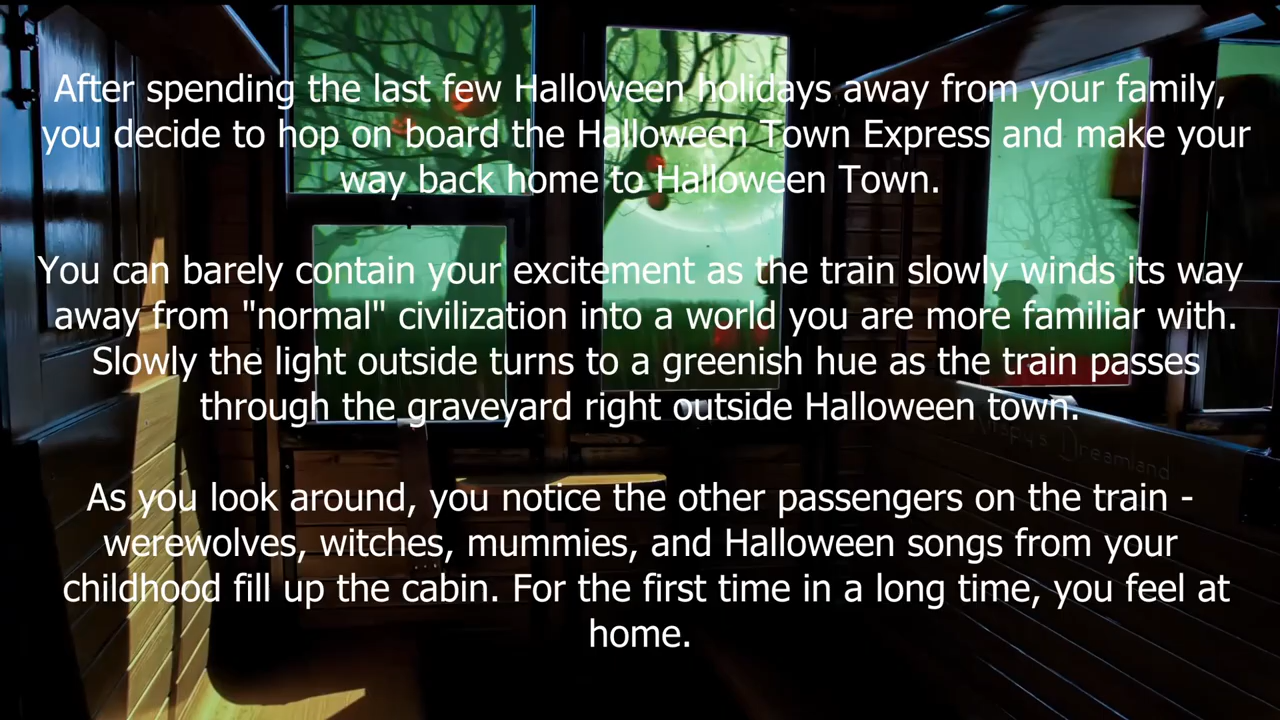 After spending the last few Halloween holidays away from your family,
you decide to hop on board the Halloween Town Express and make your
way back home to Halloween Town.
You can barely contain your excitement as the train slowly winds its way
away from "normal" civilization into a world you are more familiar with.
Slowly the light outside turns to a greenish hue as the train passes
through the graveyard right outside Halloween town.
As you look around, you notice the other passengers on the train -
werewolves, witches, mummies, and Halloween songs from your
childhood fill up the cabin. For the first time in a long time, you feel at
home.
Dreamland